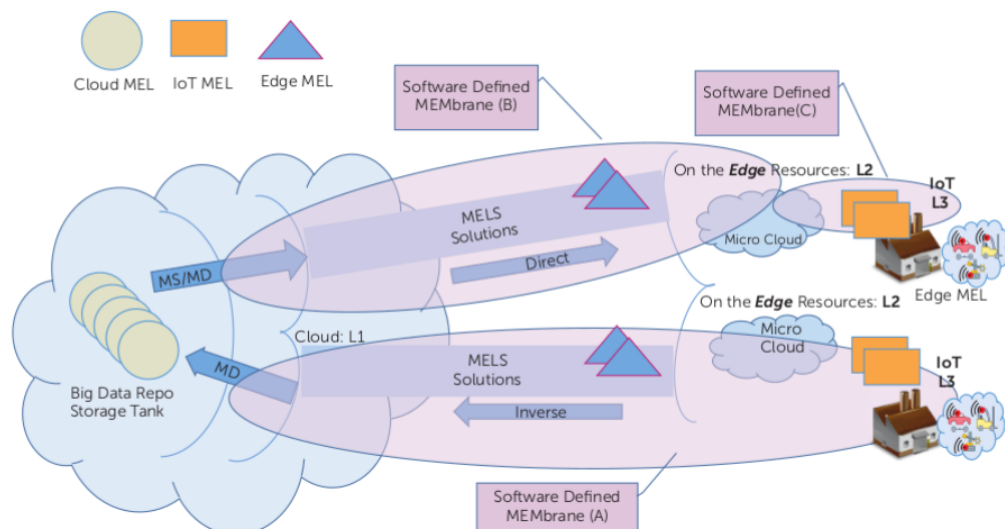 Cloud MEL
IoT MEL
Edge MEL
Software Defined
MEMbrane (B)
Software Defined
MEMbrane(C)
On the Edge Resources: L2
IoT
L3
MELS
Solutions
Micro Cloud
MS/MD
Direct
Edge MEL
On the Edge Resources: L2
Micro
Cloud
Cloud: L1
MELS
Solutions
IoT
L3
MD
Big Data Repo
Storage Tank
Inverse
Software Defined
MEMbrane (A)